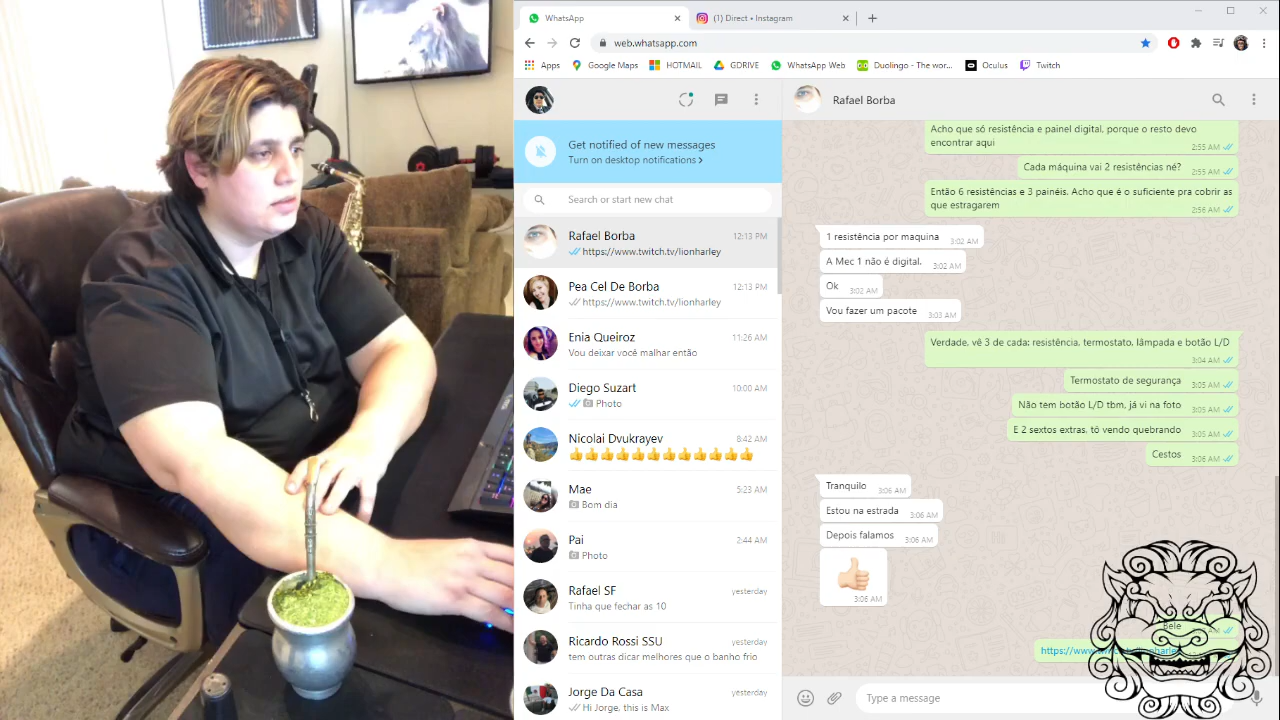 WhatsApp
(1) Direct • Instagram
web.whatsapp.com
Apps
Google Maps
HOTMAIL
GDRIVE
WhatsApp Web
Duolingo - The wor...
Oculus
Twitch
Get notified of new messages
Turn on desktop notifications
Search or start new chat
Rafael Borba
12:13 PM
https://www.twitch.tv/lionharley
Pea Cel De Borba
12:13 PM
https://www.twitch.tv/lionharley
Enia Queiroz
11:26 AM
Vou deixar você malhar então
Diego Suzart
10:00 AM
Photo
Nicolai Dvukrayev
8:42 AM
👍👍👍👍👍👍👍👍👍👍👍👍
Mae
5:23 AM
Bom dia
Pai
2:44 AM
Photo
Rafael SF
yesterday
Tinha que fechar as 10
Ricardo Rossi SSU
yesterday
tem outras dicar melhores que o banho frio
Jorge Da Casa
yesterday
Hi Jorge, this is Max
Rafael Borba
Acho que só resistência e painel digital, porque o resto devo
encontrar aqui
2:55 AM
Cada máquina vai 2 resistências né?
2:55 AM
Então 6 resistências e 3 painéis. Acho que é o suficiente pra cobrir as
que estragarem
2:56 AM
1 resistência por maquina
3:02 AM
A Mec 1 não é digital.
3:02 AM
Ok
3:02 AM
Vou fazer um pacote
3:03 AM
Verdade, vê 3 de cada: resistência, termostato, lâmpada e botão L/D
3:04 AM
Termostato de segurança
3:05 AM
Não tem botão L/D tbm, já vi na foto
3:05 AM
E 2 sextos extras, tô vendo quebrando
3:05 AM
Cestos
3:06 AM
Tranquilo
3:06 AM
Estou na estrada
3:06 AM
Depois falamos
3:06 AM
👍🏻
3:06 AM
Bele
Type a message